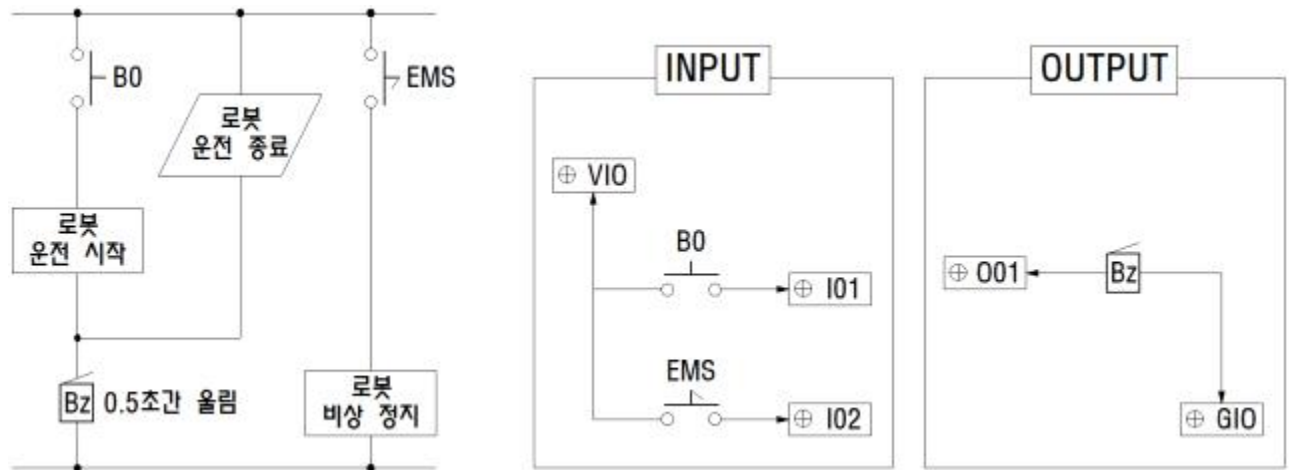 B0
EMS
로봇
운전 종료
로봇
운전 시작
Bz 0.5초간 울림
로봇
비상 정지
INPUT
VIO
B0
I01
EMS
I02
OUTPUT
O01
Bz
GIO